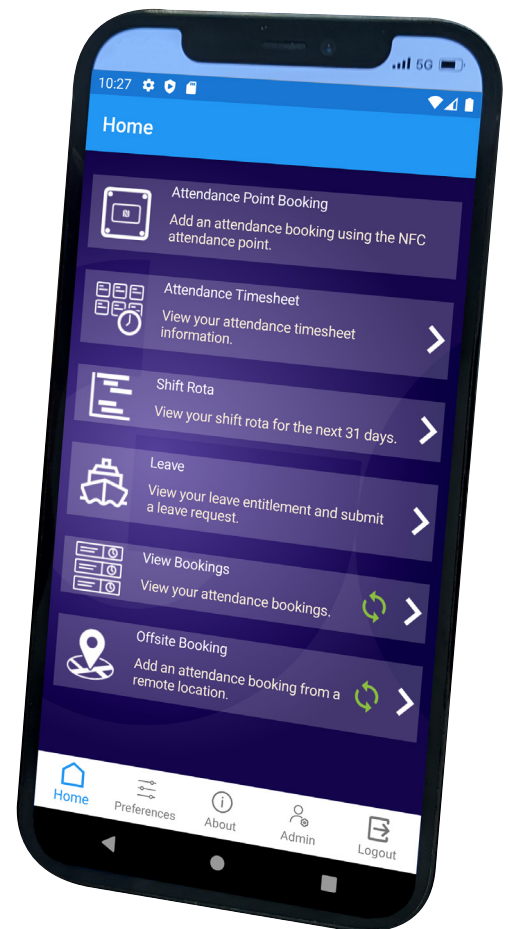 5G
10:27
Home
Attendance Point Booking
Add an attendance booking using the NFC
attendance point.
Attendance Timesheet
View your attendance timesheet
information.
Shift Rota
View your shift rota for the next 31 days.
Leave
View your leave entitlement and submit
a leave request.
View Bookings
View your attendance bookings.
Offsite Booking
Add an attendance booking from a
remote location.
Home
Preferences
About
Admin
Logout